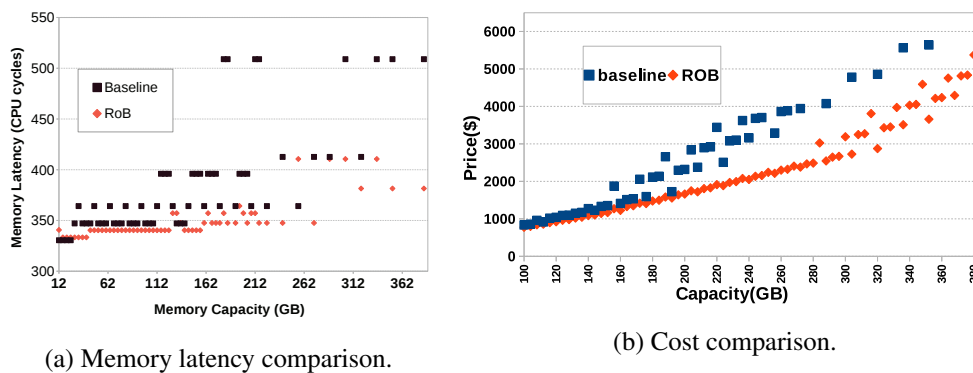 550
500
450
400
350
300
Memory Latency (CPU cycles)
Baseline
RoB
12 62 112 162 212 262 312 362
Memory Capacity (GB)
(a) Memory latency comparison.
6000
5000
4000
3000
2000
1000
0
Price($)
baseline ROB
100 120 140 160 180 200 220 240 260 280 300 320 340 360 380
Capacity(GB)
(b) Cost comparison.